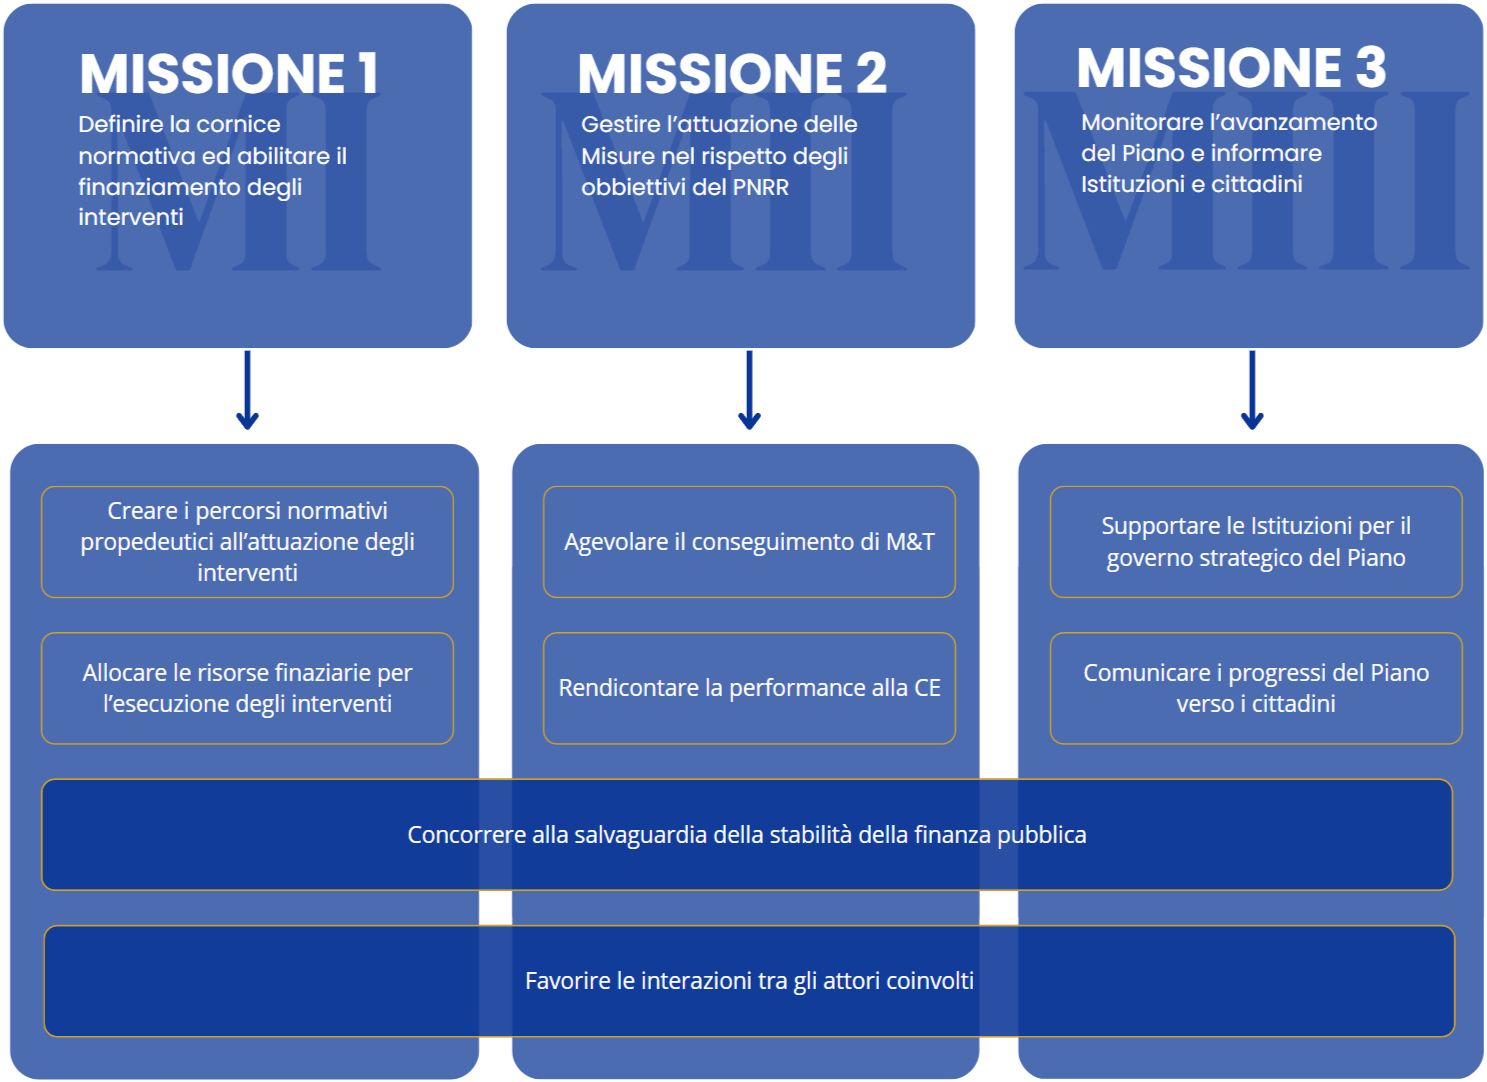 MISSIONE 1
Definire la cornice
normativa ed abilitare il
finanziamento degli
interventi
MI
MISSIONE 2
Gestire l'attuazione delle
Misure nel rispetto degli
obbiettivi del PNRR
MII
MISSIONE 3
Monitorare l'avanzamento
del Piano e informare
Istituzioni e cittadini
MIII
Creare i percorsi normativi
propedeutici all'attuazione degli
interventi
Allocare le risorse finaziarie per
l'esecuzione degli interventi
Agevolare il conseguimento di M&T
Rendicontare la performance alla CE
Supportare le Istituzioni per il
governo strategico del Piano
Comunicare i progressi del Piano
verso i cittadini
Concorrere alla salvaguardia della stabilità della finanza pubblica
Favorire le interazioni tra gli attori coinvolti